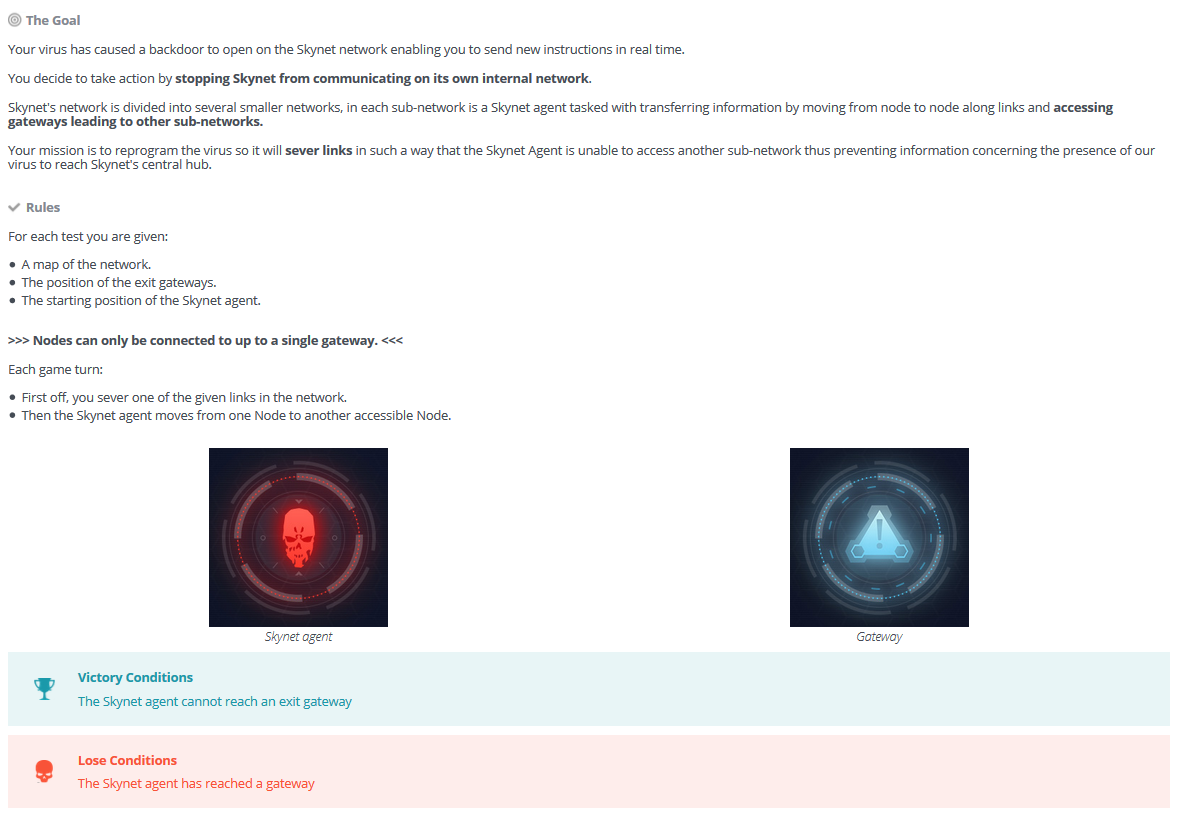 The Goal
Your virus has caused a backdoor to open on the Skynet network enabling you to send new instructions in real time.
You decide to take action by stopping Skynet from communicating on its own internal network.
Skynet's network is divided into several smaller networks, in each sub-network is a Skynet agent tasked with transferring information by moving from node to node along links and accessing
gateways leading to other sub-networks.
Your mission is to reprogram the virus so it will sever links in such a way that the Skynet Agent is unable to access another sub-network thus preventing information concerning the presence of our
virus to reach Skynet's central hub.
Rules
For each test you are given:
• A map of the network.
• The position of the exit gateways.
• The starting position of the Skynet agent.
>>> Nodes can only be connected to up to a single gateway. <<<
Each game turn:
• First off, you sever one of the given links in the network.
• Then the Skynet agent moves from one Node to another accessible Node.
Skynet agent
Gateway
Victory Conditions
The Skynet agent cannot reach an exit gateway
Lose Conditions
The Skynet agent has reached a gateway